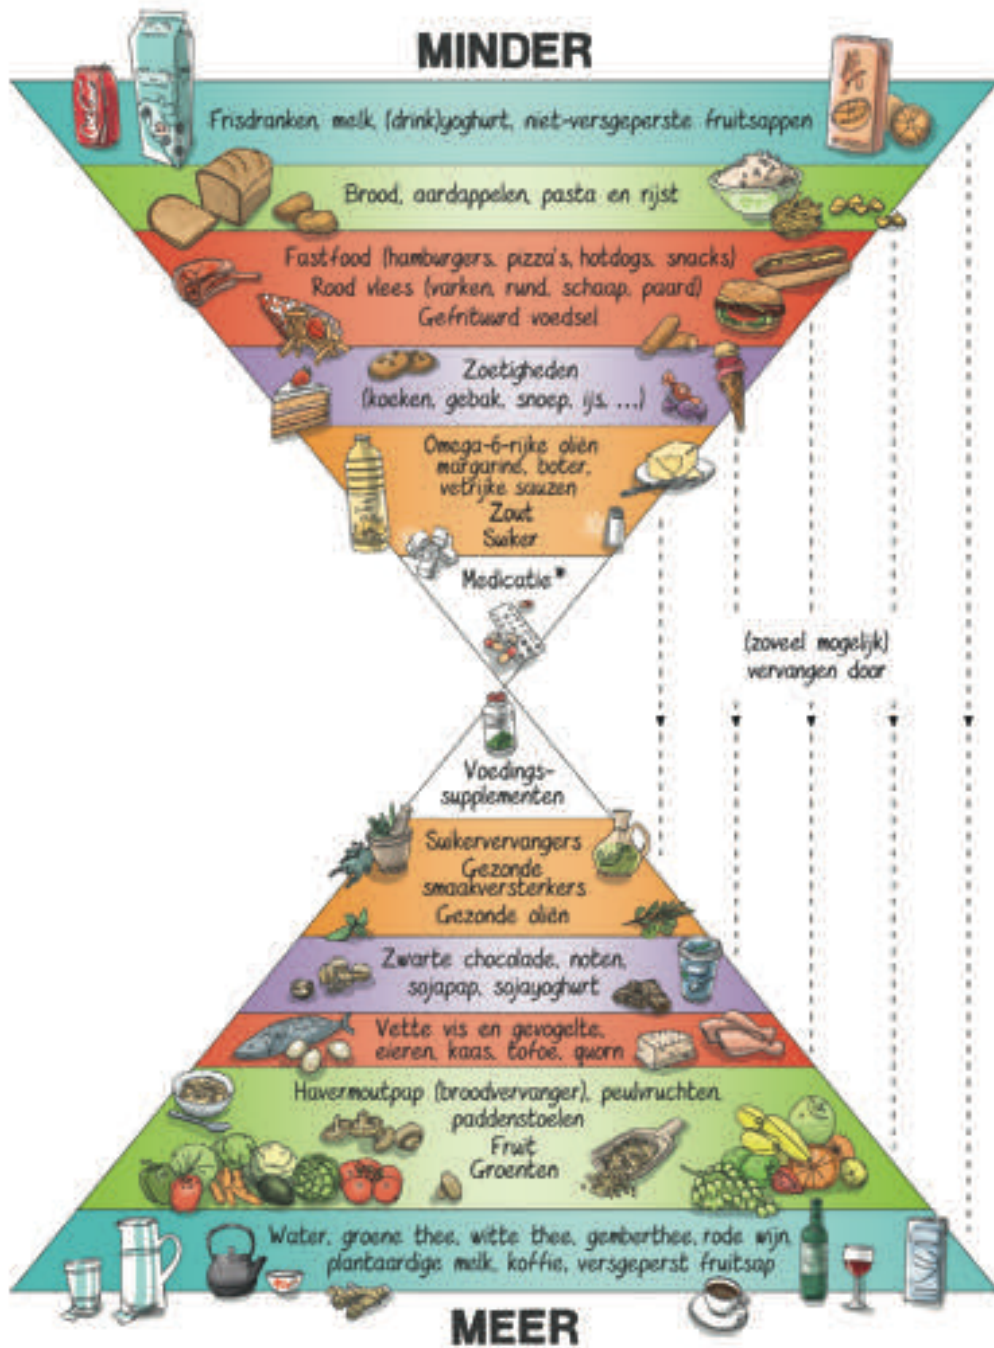 MINDER
Frisdranken, melk, (drink)yoghurt, niet-versgeperste fruitsappen
Brood, aardappelen, pasta en rijst
Fastfood (hamburgers, pizza's, hotdogs, snacks)
Rood vlees (varken, rund, schaap, paard)
Gefrituurd voedsel
Zoetigheden
(koeken, gebak, snoep, ijs, ...)
Omega-6-rijke oliën
margarine, boter,
vetrijke sauzen
Zout
Suiker
Medicatie*
(zoveel mogelijk)
vervangen door
Voedings-
supplementen
Suikervervangers
Gezonde
smaakversterkers
Gezonde oliën
Zwarte chocolade, noten,
sojapap, sojayoghurt
Vette vis en gevogelte,
eieren, kaas, tofoe, quorn
Havermoutpap (broodvervanger), peulvruchten,
paddenstoelen
Fruit
Groenten
Water, groene thee, witte thee, gemberthee, rode wijn,
plantaardige melk, koffie, versgeperst fruitsap
MEER